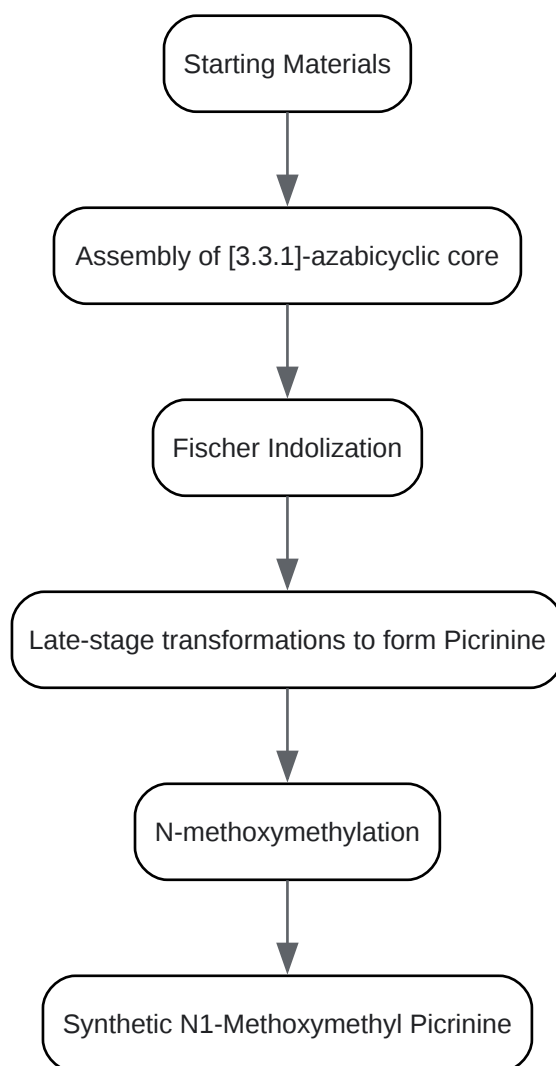 Starting Materials
Assembly of [3.3.1]-azabicyclic core
Fischer Indolization
Late-stage transformations to form Picrinine
N-methoxymethylation
Synthetic N1-Methoxymethyl Picrinine